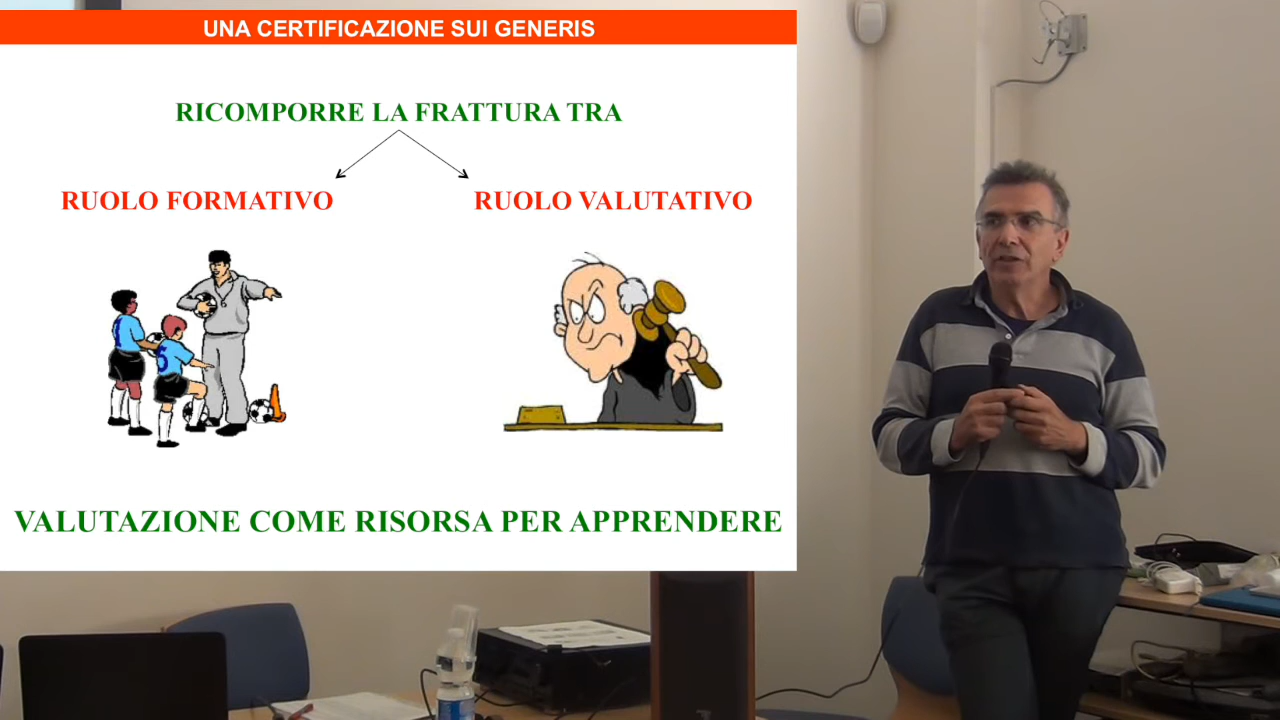 UNA CERTIFICAZIONE SUI GENERIS
RICOMPORRE LA FRATTURA TRA
RUOLO FORMATIVO RUOLO VALUTATIVO
VALUTAZIONE COME RISORSA PER APPRENDERE